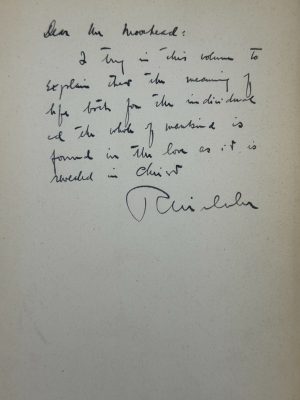 Dear Mr Moorhead:
I try in this volume to
explain that the meaning of
life both for the individual
and the whole of mankind is
found in the love as it is
revealed in Christ
RNiebuhr